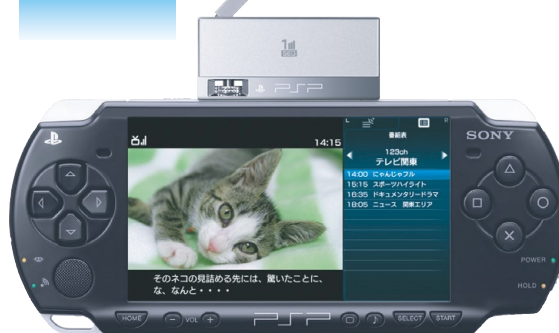 1
PSP
SONY
14:15
番組表
123ch
テレビ関東
14:00 にゃんじゃフル
15:15 スポーツハイライト
16:35 ドキュメンタリードラマ
18:05 ニュース 関東エリア
そのネコの見詰める先には、驚いたことに、
な、なんと・・・・
POWER
HOLD
HOME
- VOL +
PSP
SELECT
START